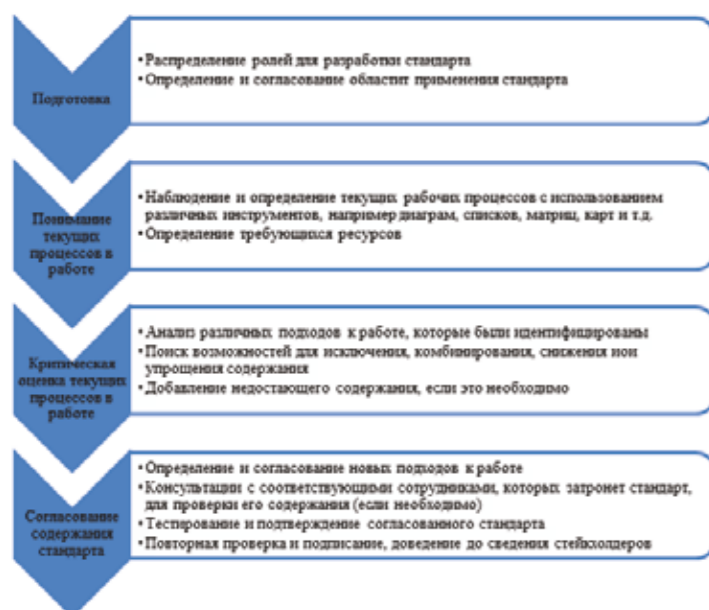 Подготовка
• Распределение ролей для разработки стандарта
• Определение и согласование областит применения стандарта
Понимание
текущих
процессов в
работе
• Наблюдение и определение текущих рабочих процессов с использованием
различных инструментов, например диаграм, списков, матриц, карт и т.д.
• Определение требующихся ресурсов
Критическая
оценка текущих
процессов в
работе
• Анализ различных подходов к работе, которые были идентифицированы
• Поиск возможностей для исключения, комбинирования, снижения иои
упрощения содержания
• Добавление недостающего содержания, если это необходимо
Согласование
содержания
стандарта
• Определение и согласование новых подходов к работе
• Консультации с соответствующими сотрудниками, которых затронет стандарт,
для проверки его содержания (если необходимо)
• Тестирование и подтверждение согласованного стандарта
• Повторная проверка и подписание, доведение до сведения стейкхолдеров